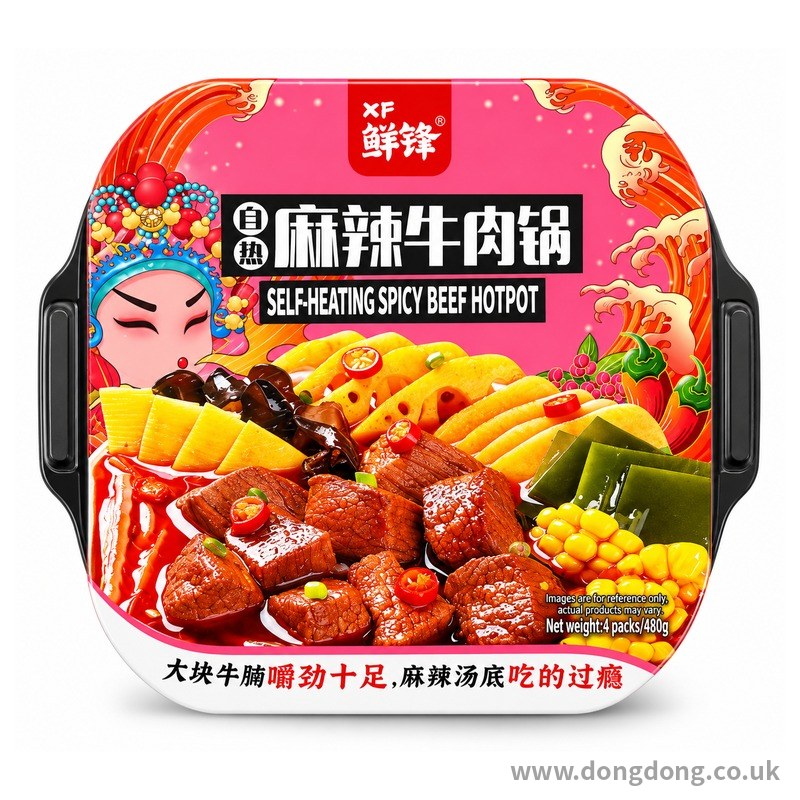 XF
鲜锋®
自热
麻辣牛肉锅
SELF-HEATING SPICY BEEF HOTPOT
Images are for reference only,
actual products may vary.
Net weight:4 packs/480g
大块牛腩嚼劲十足,麻辣汤底吃的过瘾
www.dongdong.co.uk